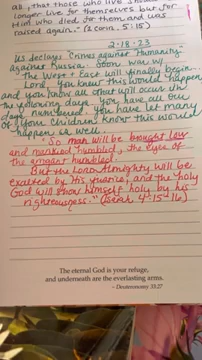 all, that those who live should no
longer live for themselves but for
Him who died for them and was
raised again." (2 Corin. 5:15)
2-18-23
US declays "Crimes against Humanity"
against Russia. Soon war w/
the West + East will finally begin.
Lord, You knew this would happen
and you know all that will occur in
the following days. You have all our
days numbered. You have let many
of your children know this would
happen as well.
"So man will be brought low
and mankind humbled, the eyes of
the arrogant humbled.
But the Lord Almighty will be
exalted by His justice, and the holy
God will show himself holy by his
righteousness." (Isaiah 5-15-16)
The eternal God is your refuge,
and underneath are the everlasting arms.
– Deuteronomy 33:27